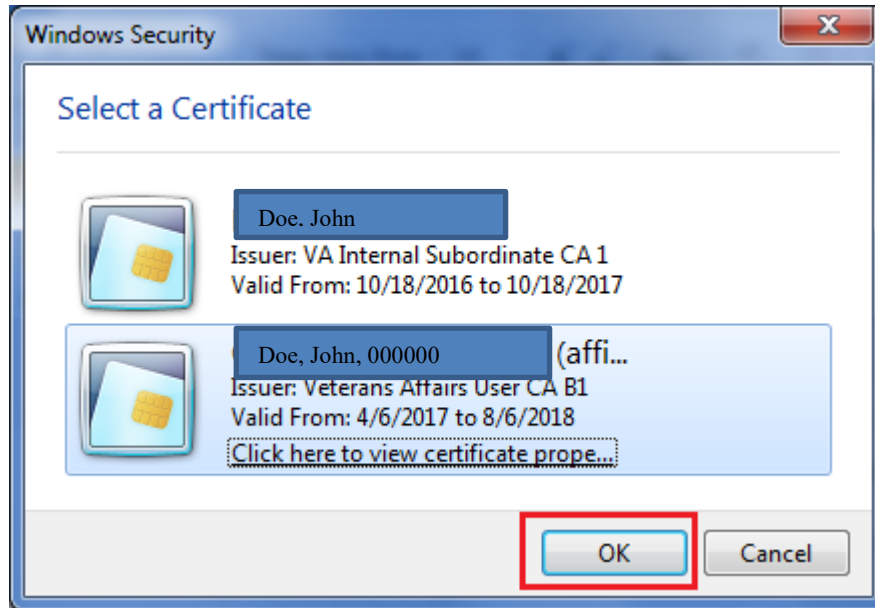 Windows Security
Select a Certificate
Doe. John
Issuer: VA Internal Subordinate CA 1
Valid From: 10/18/2016 to 10/18/2017
Doe, John, 000000 (affi...
Issuer: Veterans Affairs User CA B1
Valid From: 4/6/2017 to 8/6/2018
Click here to view certificate prope...
OK Cancel